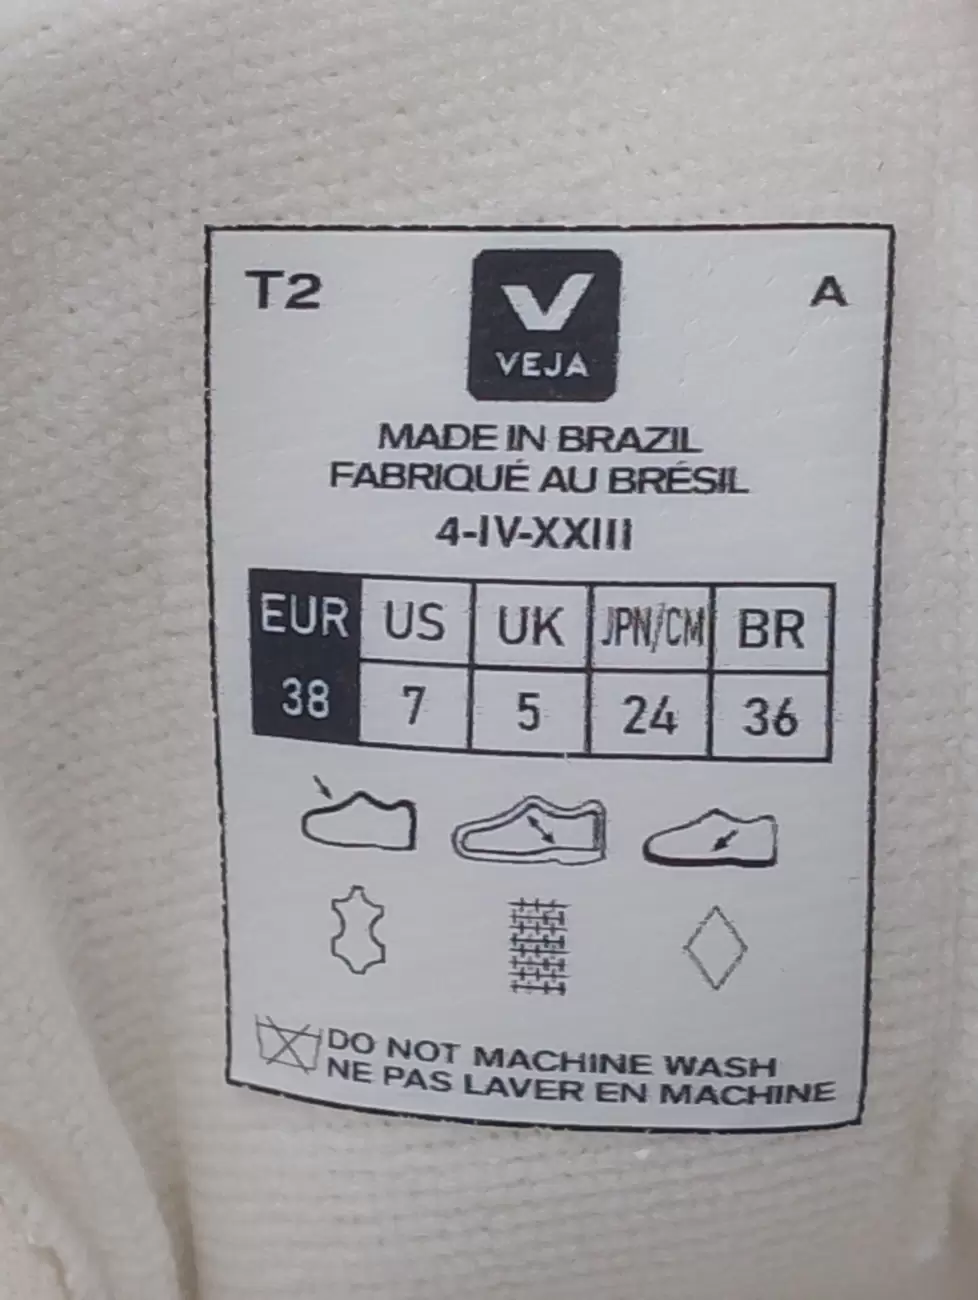 T2
A
VEJA
MADE IN BRAZIL
FABRIQUÉ AU BRÉSIL
4-IV-XXIII
EUR US UK JPN/CM BR
38 7 5 24 36
DO NOT MACHINE WASH
NE PAS LAVER EN MACHINE